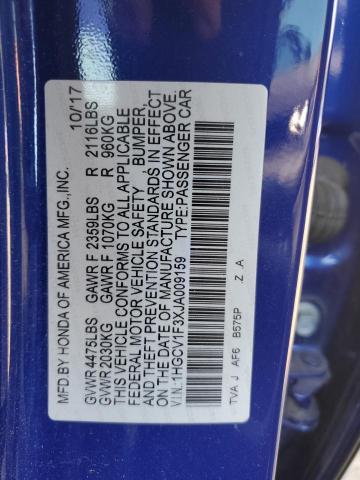 MFD BY HONDA OF AMERICA MFG.,INC. 10/17
GVWR 4475LBS GAWR F 2359LBS R 2116LBS
GVWR 2030KG GAWR F 1070KG R 960KG
THIS VEHICLE CONFORMS TO ALL APPLICABLE
FEDERAL MOTOR VEHICLE SAFETY, BUMPER,
AND THEFT PREVENTION STANDARDS IN EFFECT
ON THE DATE OF MANUFACTURE SHOWN ABOVE.
V.I.N.:1HGCV1F3XJA009159 TYPE:PASSENGER CAR
TVA J AF6 B575P Z .A